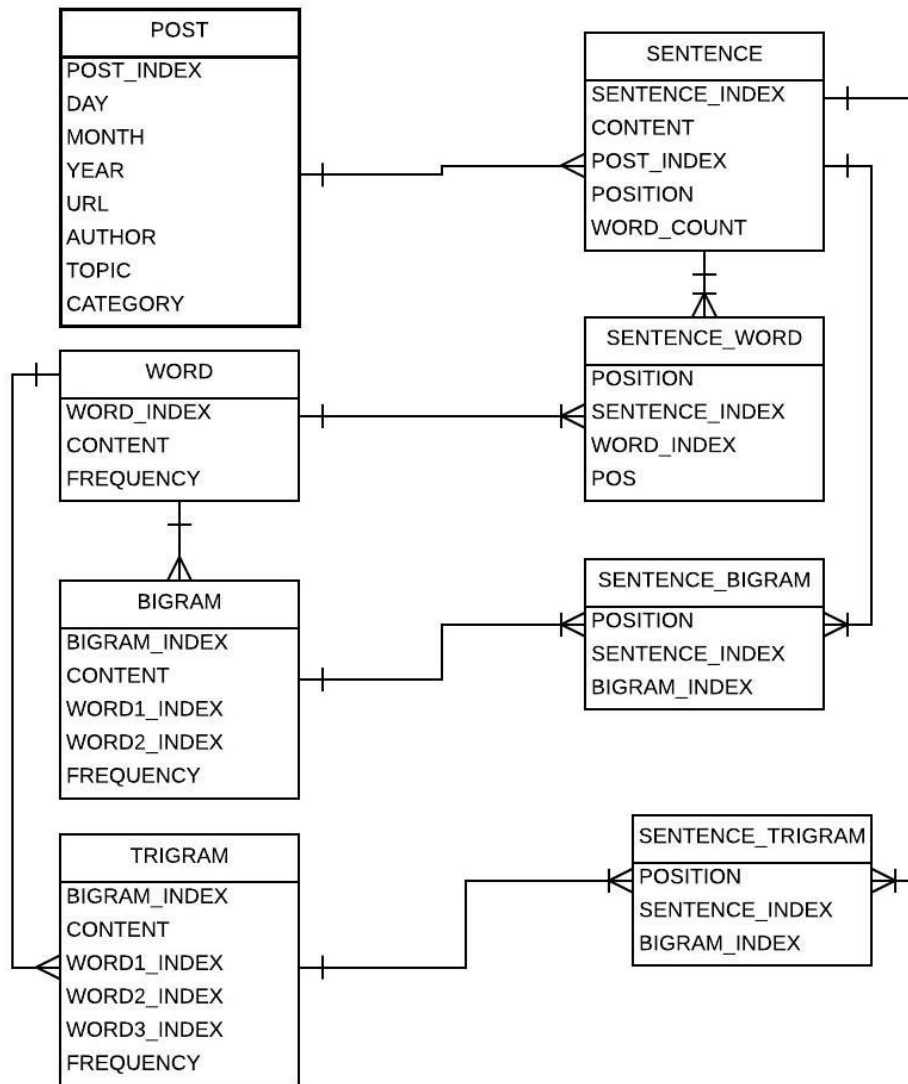 POST
POST_INDEX
DAY
MONTH
YEAR
URL
AUTHOR
TOPIC
CATEGORY
SENTENCE
SENTENCE_INDEX
CONTENT
POST_INDEX
POSITION
WORD_COUNT
WORD
WORD_INDEX
CONTENT
FREQUENCY
SENTENCE_WORD
POSITION
SENTENCE_INDEX
WORD_INDEX
POS
BIGRAM
BIGRAM_INDEX
CONTENT
WORD1_INDEX
WORD2_INDEX
FREQUENCY
SENTENCE_BIGRAM
POSITION
SENTENCE_INDEX
BIGRAM_INDEX
TRIGRAM
BIGRAM_INDEX
CONTENT
WORD1_INDEX
WORD2_INDEX
WORD3_INDEX
FREQUENCY
SENTENCE_TRIGRAM
POSITION
SENTENCE_INDEX
BIGRAM_INDEX